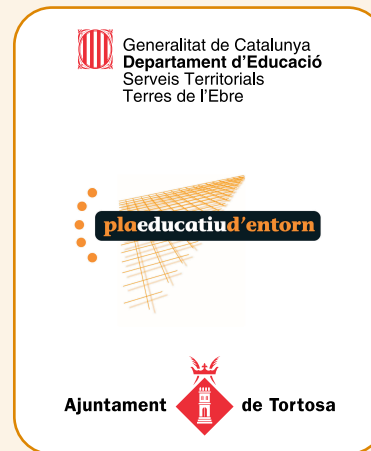 Generalitat de Catalunya
Departament d'Educació
Serveis Territorials
Terres de l'Ebre
plaeducatiud'entorn
Ajuntament de Tortosa